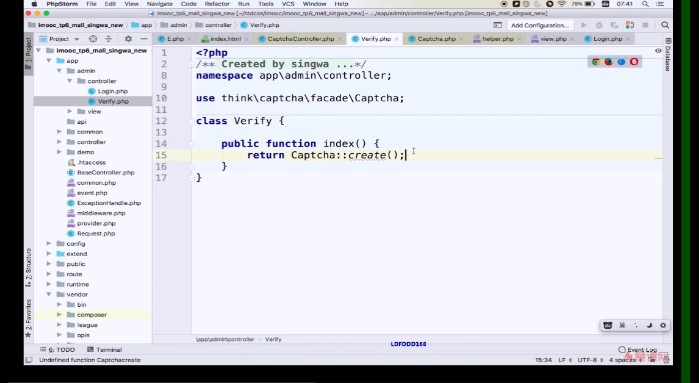 PhpStorm File Edit View Navigate Code Refactor Run Tools VCS Window Help 78% 07:41
imooc_tp6_mall_singwa_new [~/htdcns/imooc/imooc_tp6_mall_singwa_new] - .../app/admin/controller/Verify.php [imooc_tp6_mall_singwa_new]
imooc_tp6_mall_singwa_new app admin controller Verify.php Add Configuration...
Project E.php index.html CaptchaController.php Verify.php Captcha.php helper.php view.php Login.php
1: Project
Database
imooc_tp6_mall_singwa_new
app
admin
controller
Login.php
Verify.php
view
api
common
controller
demo
.htaccess
BaseController.php
common.php
event.php
ExceptionHandle.php
middleware.php
provider.php
Request.php
config
extend
public
route
runtime
vendor
bin
composer
league
opis
1 <?php
2 /** Created by singwa ...*/
8 namespace app\admin\controller;
9
10 use think\captcha\facade\Captcha;
11
12 class Verify {
13
14 public function index() {
15 return Captcha::create();
16 }
17 }
7: Structure
2: Favorites
\app\admin\controller › Verify
LDFODD168
6: TODO Terminal Event Log
Undefined function Captchacreate 15:34 LF UTF-8 4 spaces